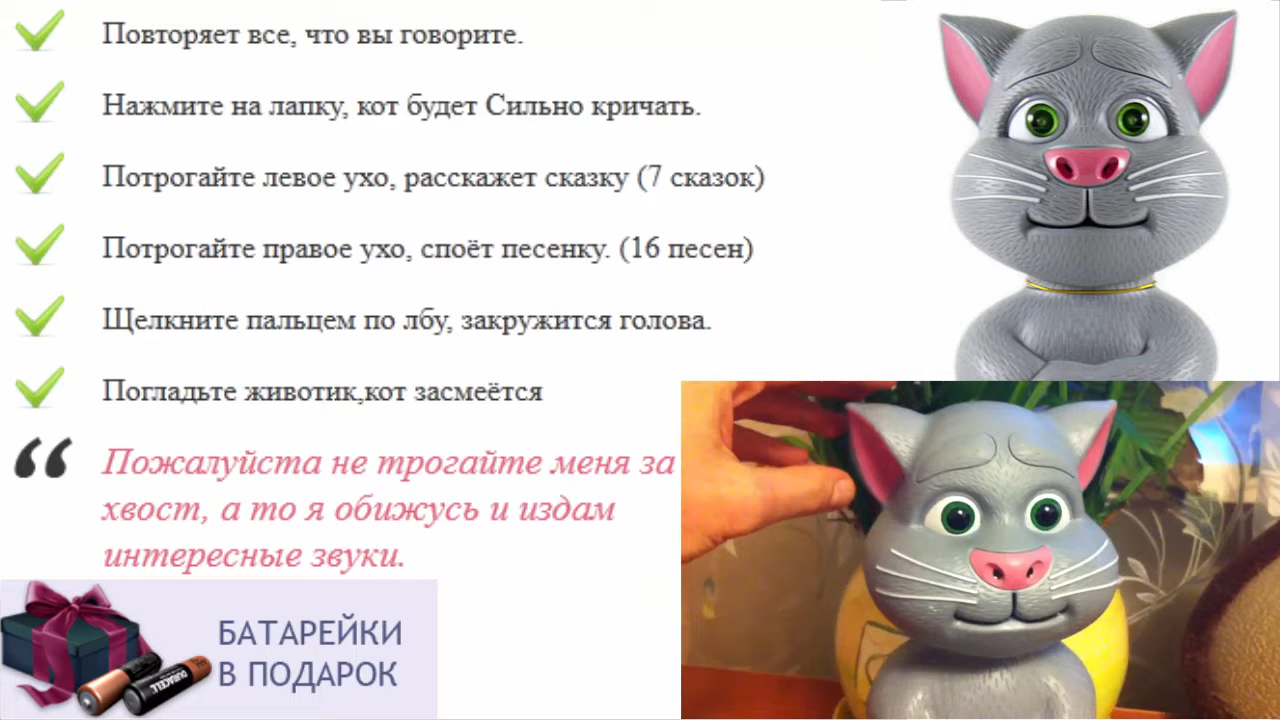 Повторяет все, что вы говорите.
Нажмите на лапку, кот будет Сильно кричать.
Потрогайте левое ухо, расскажет сказку (7 сказок)
Потрогайте правое ухо, споёт песенку. (16 песен)
Щелкните пальцем по лбу, закружится голова.
Погладьте животик,кот засмеётся
“ Пожалуйста не трогайте меня за
хвост, а то я обижусь и издам
интересные звуки.
БАТАРЕЙКИ
В ПОДАРОК
DURACELL